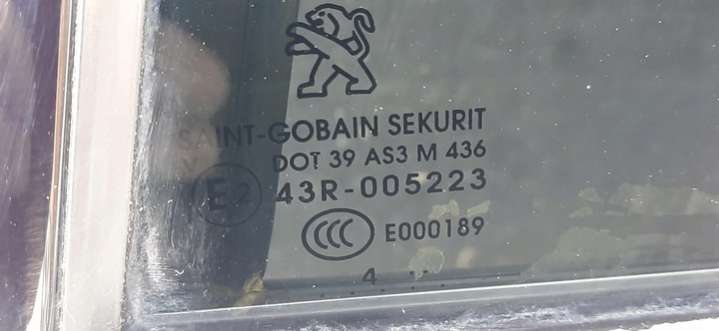 SAINT-GOBAIN SEKURIT
DOT 39 AS3 M 436
E2 43R-005223
CCC E000189
4